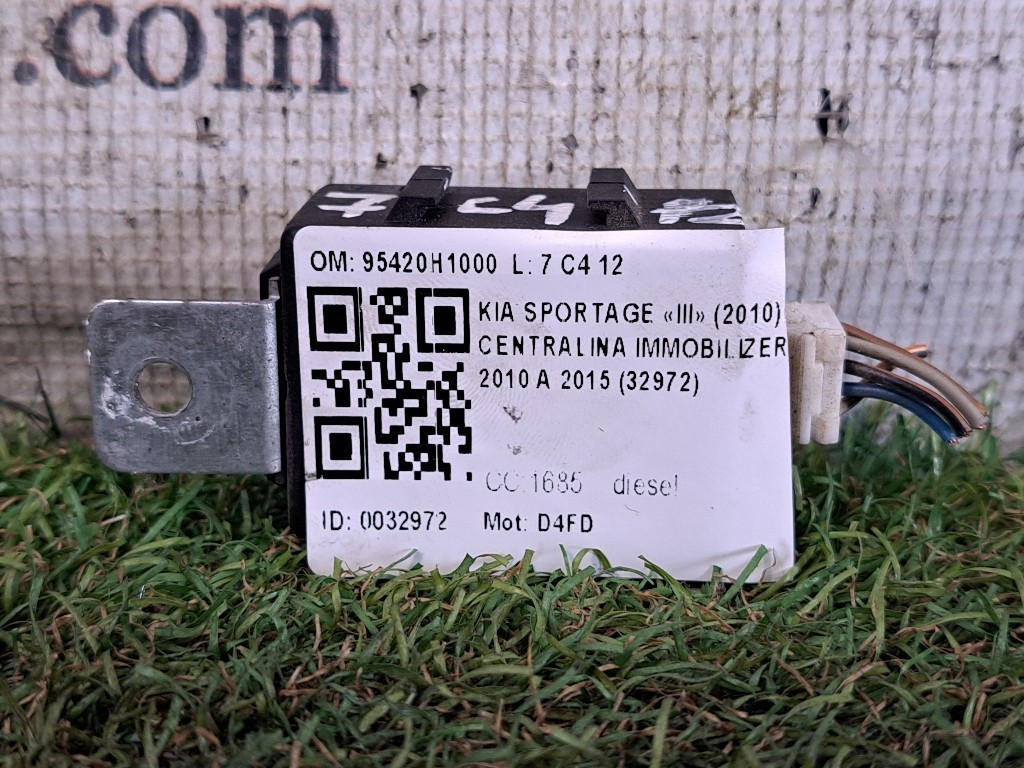 .com
7 C4 12
OM: 95420H1000 L: 7 C4 12
KIA SPORTAGE «III» (2010)
CENTRALINA IMMOBILIZER
2010 A 2015 (32972)
CC:1685 diesel
ID: 0032972 Mot: D4FD